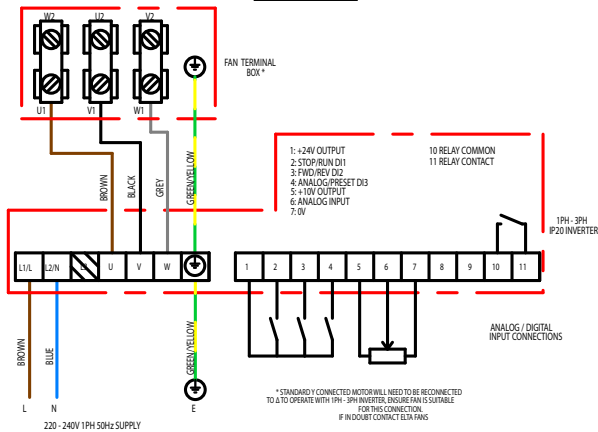 W2 U2 V2
FAN TERMINAL
BOX *
U1 V1 W1
BROWN
BLACK
GREY
GREEN/YELLOW
1: +24V OUTPUT
2: STOP/RUN DI1
3: FWD/REV DI2
4: ANALOG/PRESET DI3
5: +10V OUTPUT
6: ANALOG INPUT
7: 0V
10 RELAY COMMON
11 RELAY CONTACT
1PH - 3PH
IP20 INVERTER
L1/L L2/N L3 U V W
1 2 3 4 5 6 7 8 9 10 11
BROWN
BLUE
GREEN/YELLOW
ANALOG / DIGITAL
INPUT CONNECTIONS
L N E
220 - 240V 1PH 50Hz SUPPLY
* STANDARD Y CONNECTED MOTOR WILL NEED TO BE RECONNECTED
TO Δ TO OPERATE WITH 1PH - 3PH INVERTER, ENSURE FAN IS SUITABLE
FOR THIS CONNECTION.
IF IN DOUBT CONTACT ELTA FANS